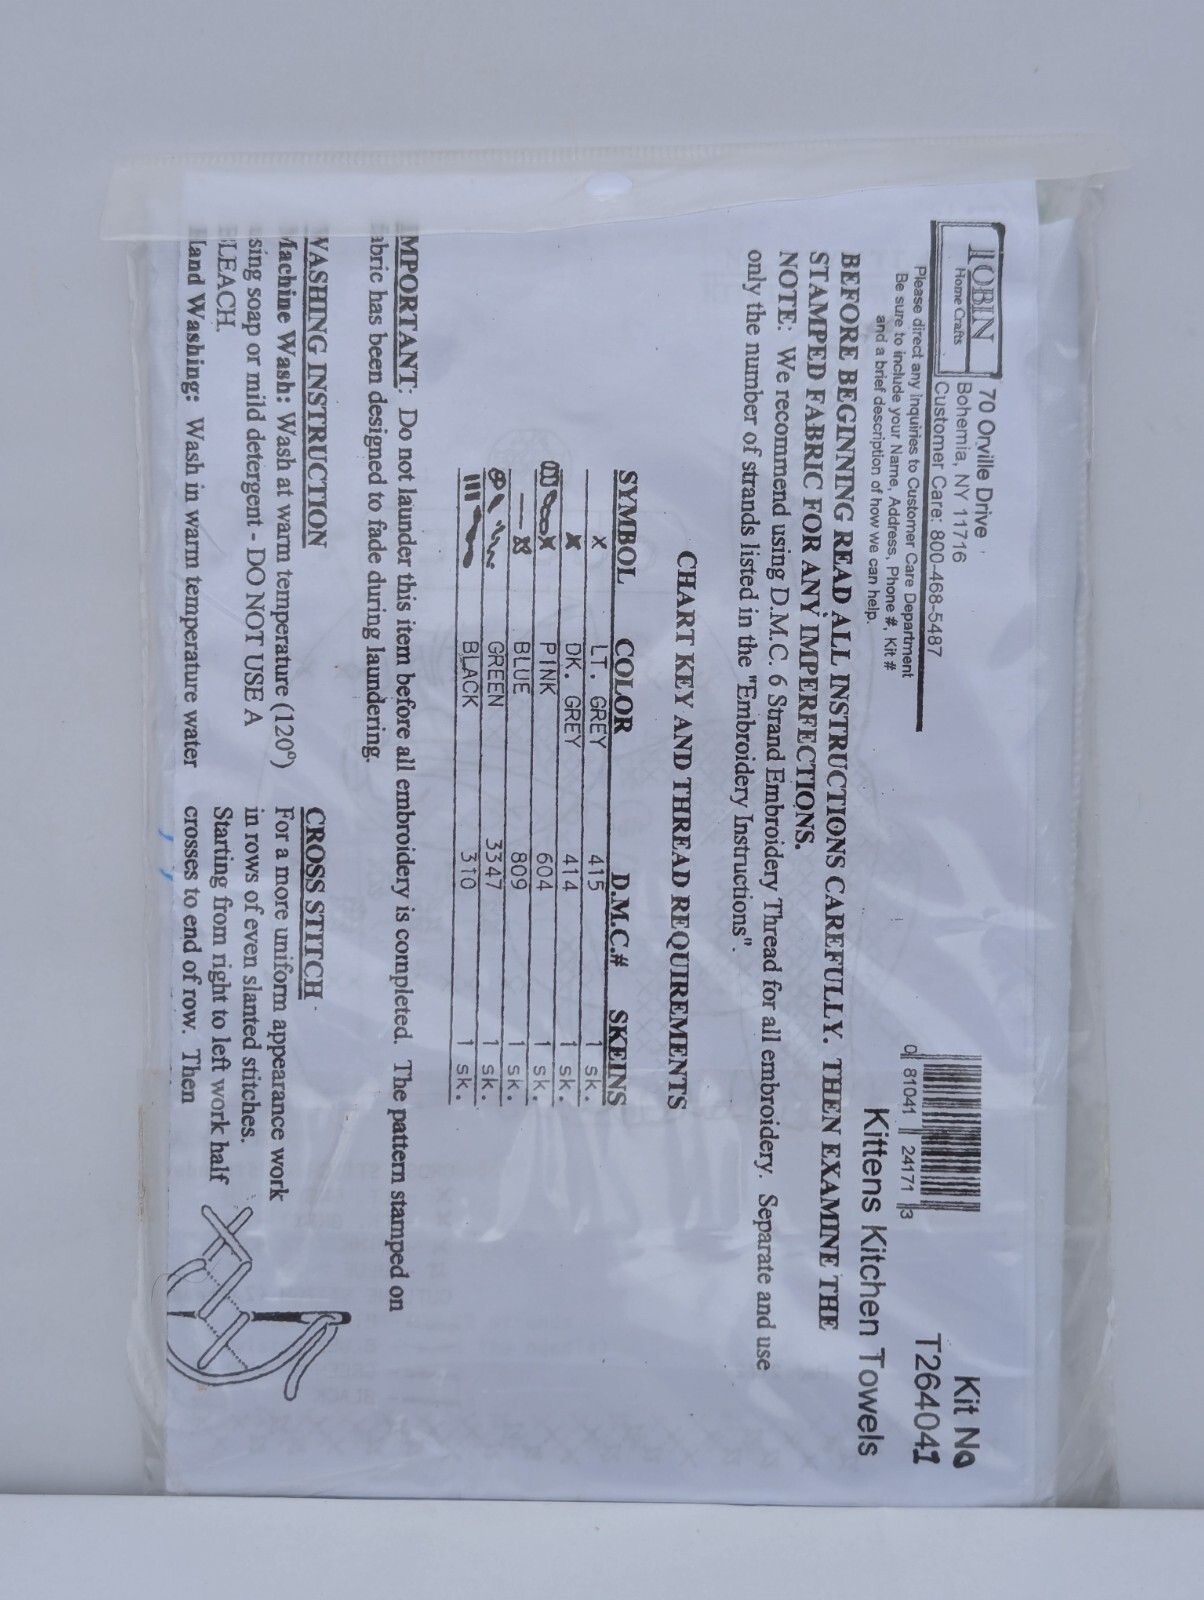 TOBIN
Home Crafts
70 Orville Drive
Bohemia, NY 11716
Customer Care: 800-468-5487
Please direct any inquiries to Customer Care Department
Be sure to include your Name, Address, Phone #, Kit #
and a brief description of how we can help.
0 81041 24171 3
Kit No
T264041
Kittens Kitchen Towels
BEFORE BEGINNING READ ALL INSTRUCTIONS CAREFULLY. THEN EXAMINE THE
STAMPED FABRIC FOR ANY IMPERFECTIONS.
NOTE: We recommend using D.M.C. 6 Strand Embroidery Thread for all embroidery. Separate and use
only the number of strands listed in the "Embroidery Instructions".
CHART KEY AND THREAD REQUIREMENTS
SYMBOL COLOR D.M.C.# SKEINS
x LT. GREY 415 1 sk.
x DK. GREY 414 1 sk.
PINK 604 1 sk.
BLUE 809 1 sk.
GREEN 3347 1 sk.
BLACK 310 1 sk.
IMPORTANT: Do not launder this item before all embroidery is completed. The pattern stamped on
fabric has been designed to fade during laundering.
WASHING INSTRUCTION
Machine Wash: Wash at warm temperature (120°)
using soap or mild detergent - DO NOT USE A
BLEACH.
Hand Washing: Wash in warm temperature water
CROSS STITCH
For a more uniform appearance work
in rows of even slanted stitches.
Starting from right to left work half
crosses to end of row. Then